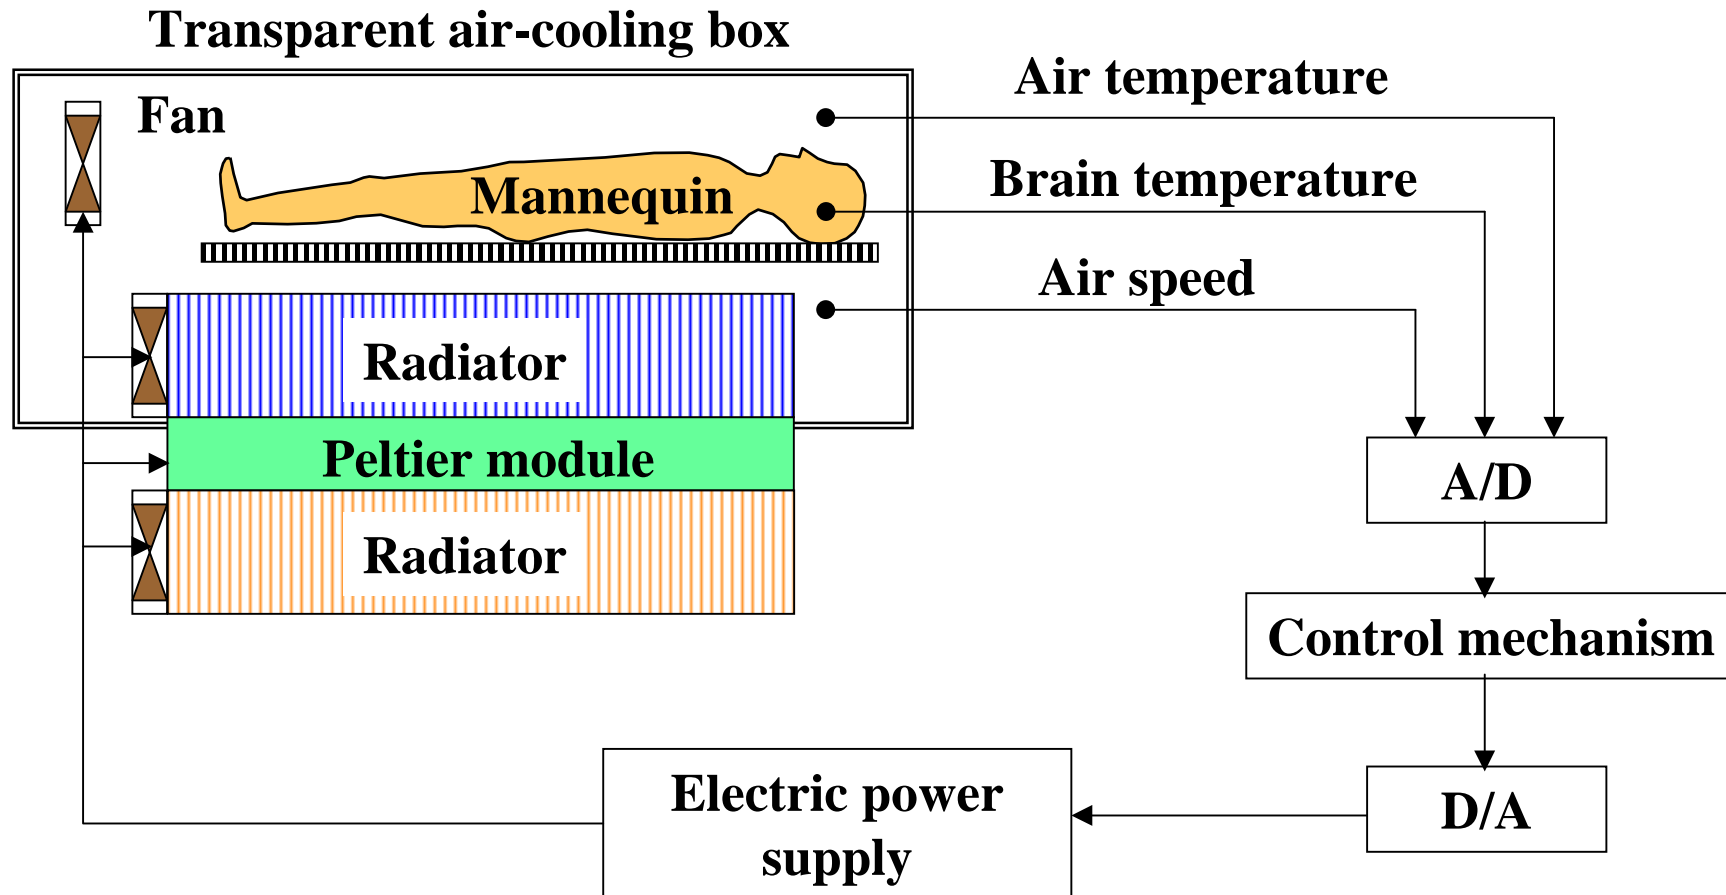 Transparent air-cooling box
Fan
Air temperature
Mannequin
Brain temperature
Air speed
Radiator
Peltier module
Radiator
A/D
Control mechanism
D/A
Electric power
supply